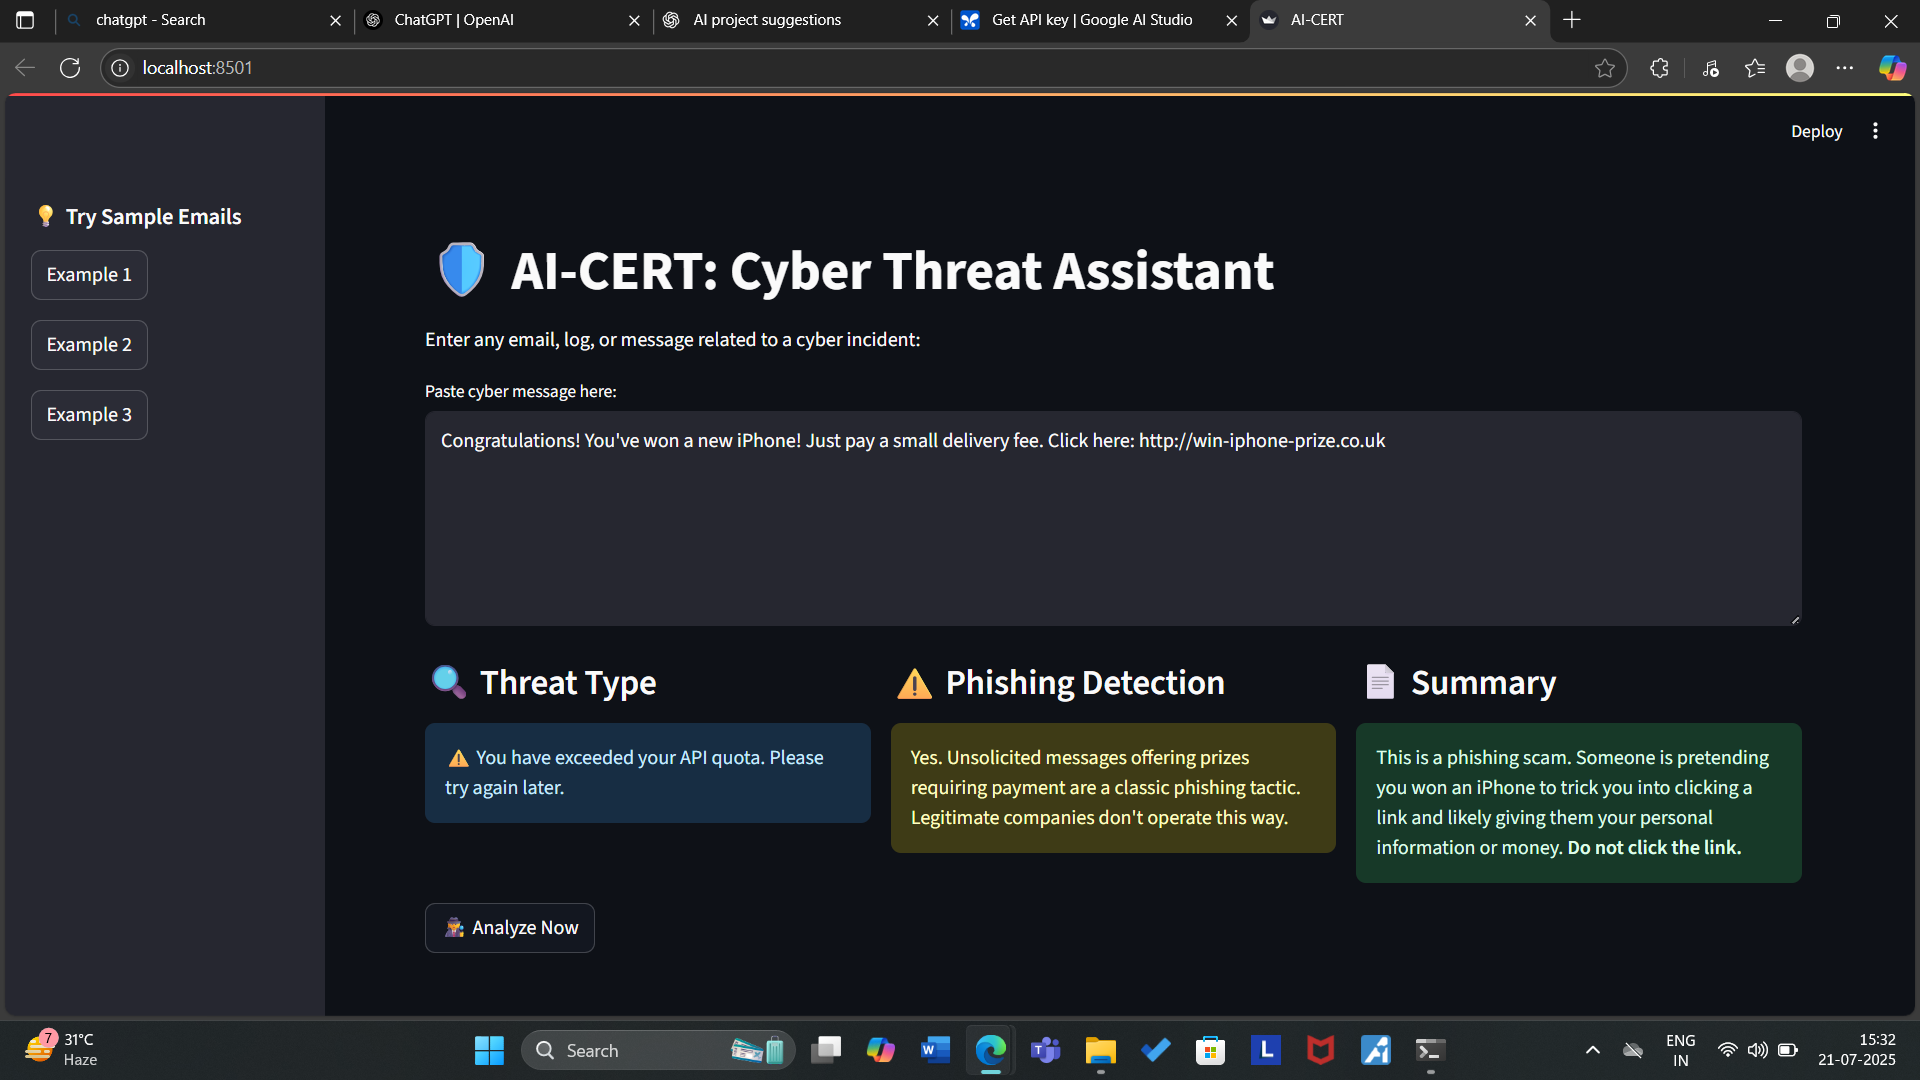 chatgpt - Search
ChatGPT | OpenAI
AI project suggestions
Get API key | Google AI Studio
AI-CERT
localhost:8501
Deploy
Try Sample Emails
Example 1
Example 2
Example 3
AI-CERT: Cyber Threat Assistant
Enter any email, log, or message related to a cyber incident:
Paste cyber message here:
Congratulations! You've won a new iPhone! Just pay a small delivery fee. Click here: http://win-iphone-prize.co.uk
Threat Type
You have exceeded your API quota. Please
try again later.
Phishing Detection
Yes. Unsolicited messages offering prizes
requiring payment are a classic phishing tactic.
Legitimate companies don't operate this way.
Summary
This is a phishing scam. Someone is pretending
you won an iPhone to trick you into clicking a
link and likely giving them your personal
information or money. Do not click the link.
Analyze Now
7
31°C
Haze
Search
W
T
L
ENG
IN
15:32
21-07-2025